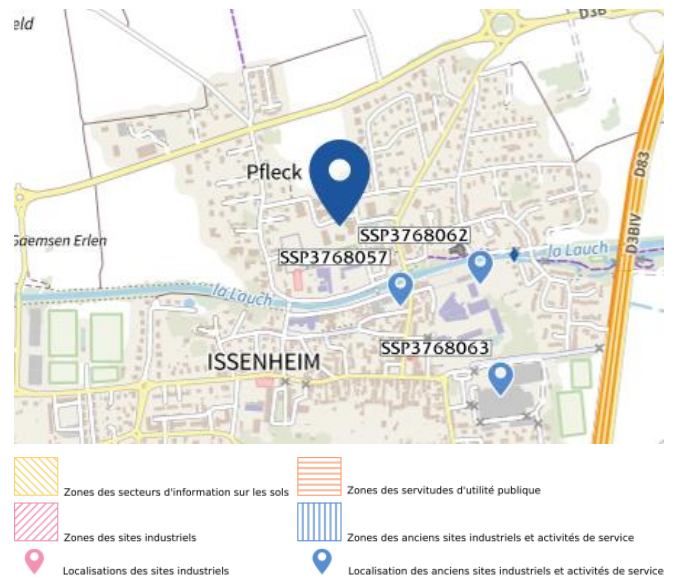 eld
D3B
Pfleck
D83
SSP3768062
Gaemsen Erlen
SSP3768057
la Lauch
D3BIV
la Lauch
SSP3768063
ISSENHEIM
Zones des secteurs d'information sur les sols
Zones des servitudes d'utilité publique
Zones des sites industriels
Zones des anciens sites industriels et activités de service
Localisations des sites industriels
Localisation des anciens sites industriels et activités de service